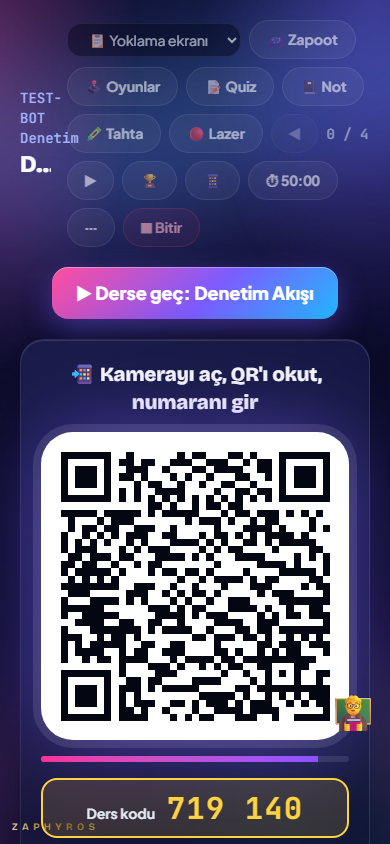 Yoklama ekranı
Zapoot
Oyunlar
Quiz
Not
TEST-
BOT
Denetim
D...
Tahta
Lazer
0 / 4
50:00
---
Bitir
Derse geç: Denetim Akışı
Kamerayı aç, QR'ı okut,
numaranı gir
Ders kodu 719 140
ZAPHYROS